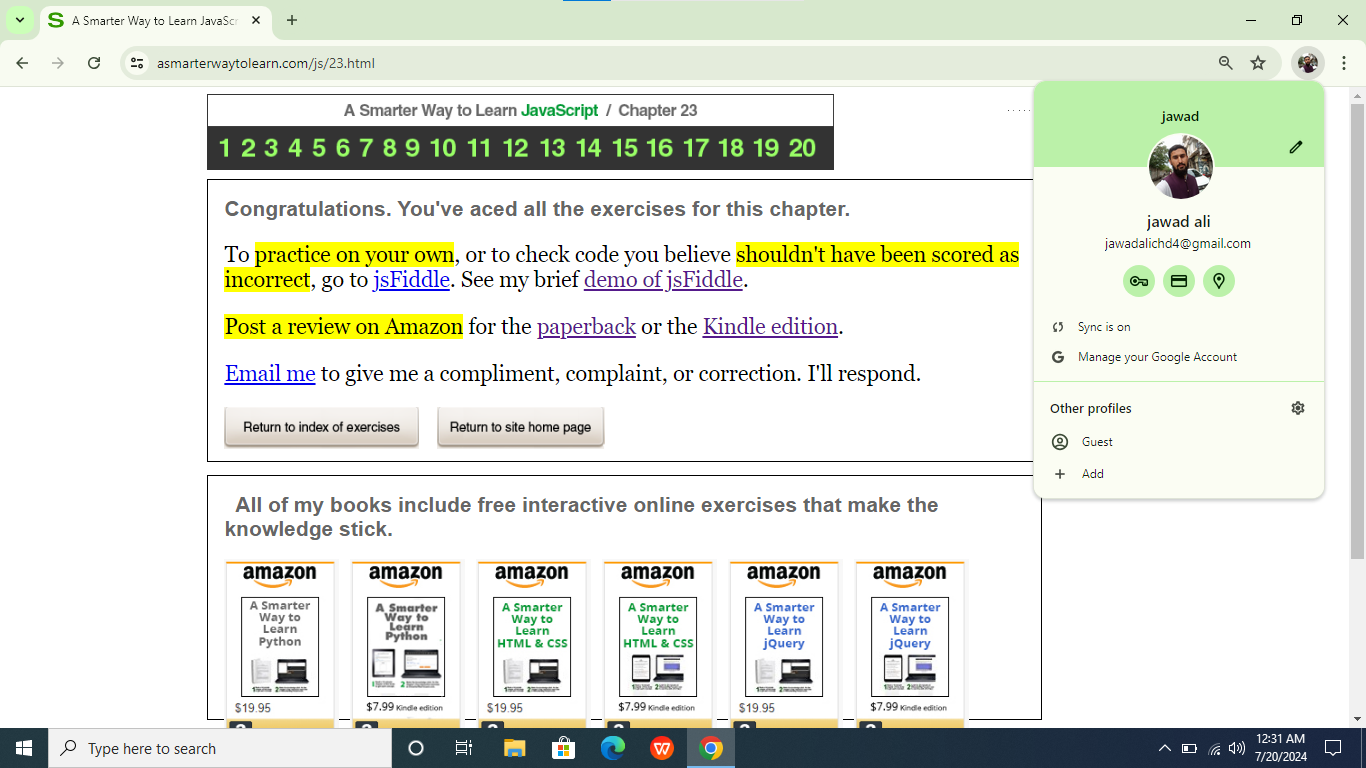 A Smarter Way to Learn JavaScr
asmarterwaytolearn.com/js/23.html
A Smarter Way to Learn JavaScript / Chapter 23
1 2 3 4 5 6 7 8 9 10 11 12 13 14 15 16 17 18 19 20
Congratulations. You've aced all the exercises for this chapter.
To practice on your own, or to check code you believe shouldn't have been scored as
incorrect, go to jsFiddle. See my brief demo of jsFiddle.
Post a review on Amazon for the paperback or the Kindle edition.
Email me to give me a compliment, complaint, or correction. I'll respond.
Return to index of exercises
Return to site home page
jawad
jawad ali
jawadalichd4@gmail.com
Sync is on
Manage your Google Account
Other profiles
Guest
Add
All of my books include free interactive online exercises that make the
knowledge stick.
amazon amazon amazon amazon amazon amazon
A Smarter
Way to
Learn
Python
$19.95
A Smarter
Way to
Learn
Python
$7.99 Kindle edition
A Smarter
Way to
Learn
HTML & CSS
$19.95
A Smarter
Way to
Learn
HTML & CSS
$7.99 Kindle edition
A Smarter
Way to
Learn
jQuery
$19.95
A Smarter
Way to
Learn
jQuery
$7.99 Kindle edition
Type here to search
12:31 AM
7/20/2024